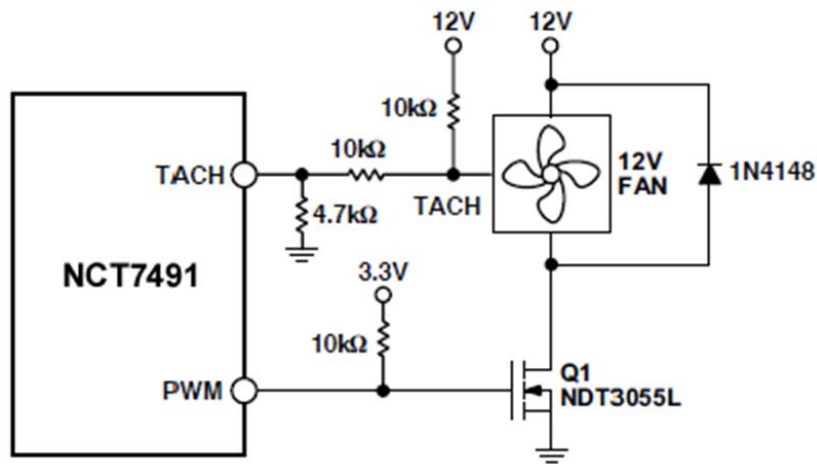 12V
12V
10kΩ
10kΩ
TACH
12V
FAN
1N4148
4.7kΩ
TACH
NCT7491
3.3V
10kΩ
PWM
Q1
NDT3055L